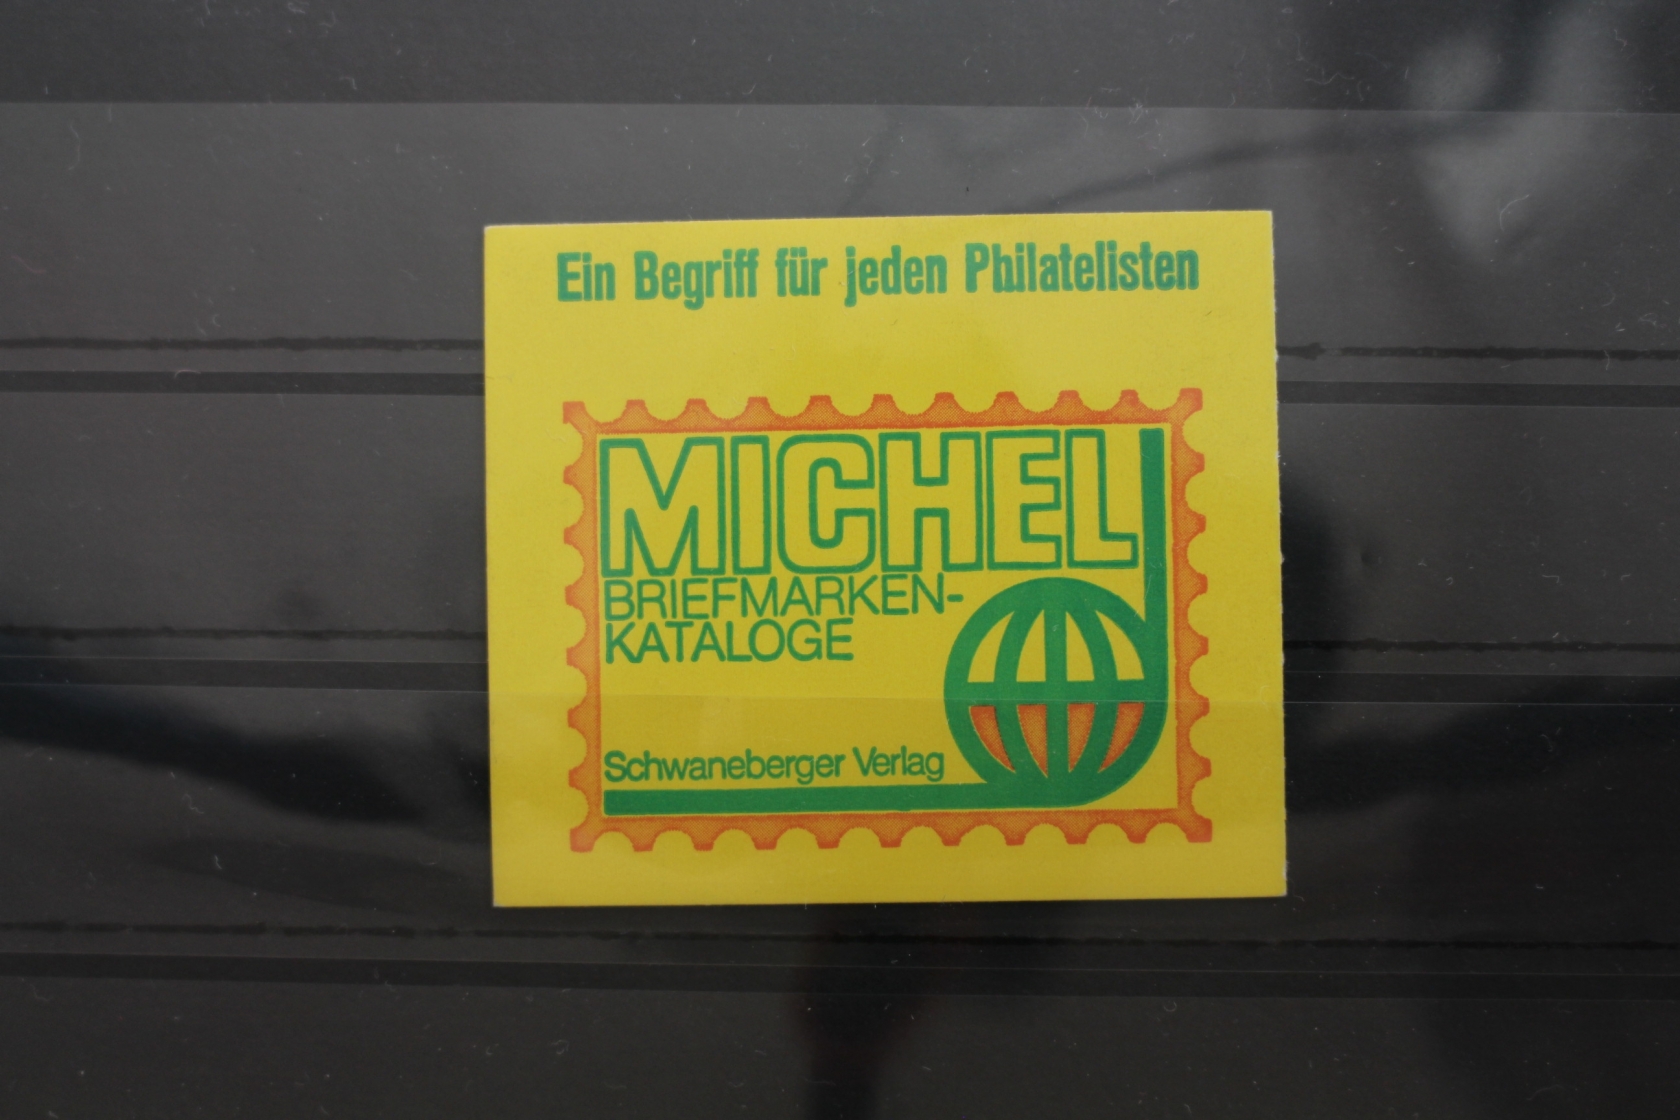 Ein Begriff für jeden Philatelisten
MICHEL
BRIEFMARKEN-
KATALOGE
Schwaneberger Verlag